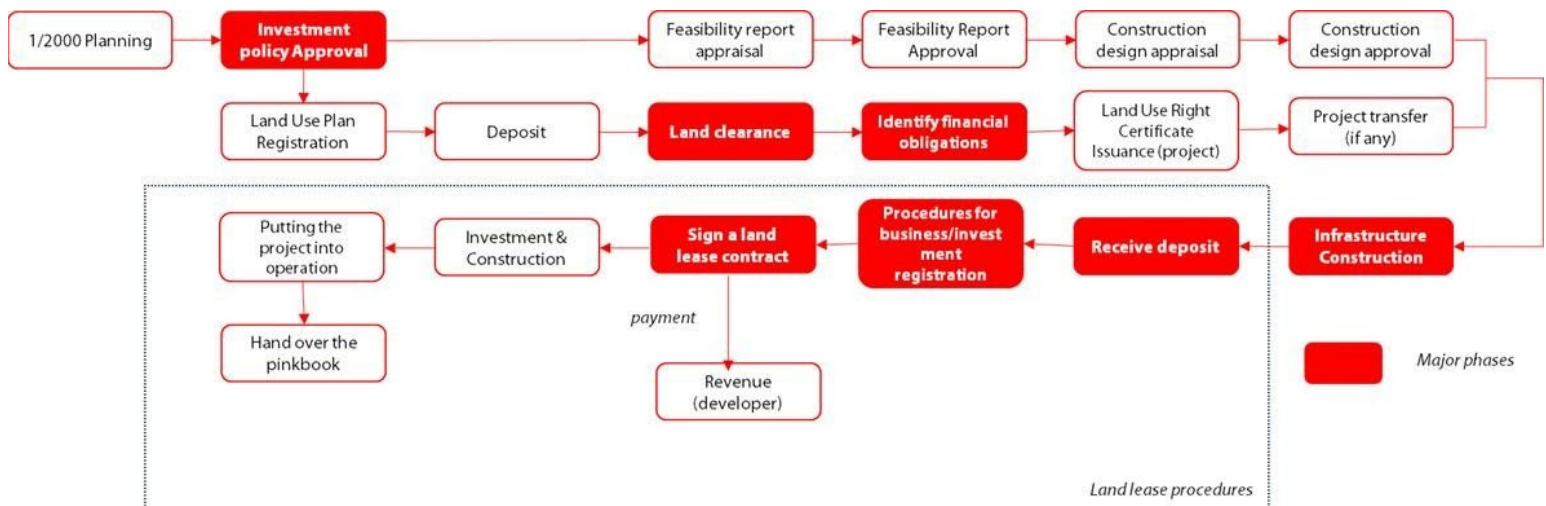 1/2000 Planning
Investment
policy Approval
Feasibility report
appraisal
Feasibility Report
Approval
Construction
design appraisal
Construction
design approval
Land Use Plan
Registration
Deposit
Land clearance
Identify financial
obligations
Land Use Right
Certificate
Issuance (project)
Project transfer
(if any)
Putting the
project into
operation
Investment &
Construction
Sign a land
lease contract
Procedures for
business/invest
ment
registration
Receive deposit
Infrastructure
Construction
payment
Hand over the
pinkbook
Revenue
(developer)
Major phases
Land lease procedures